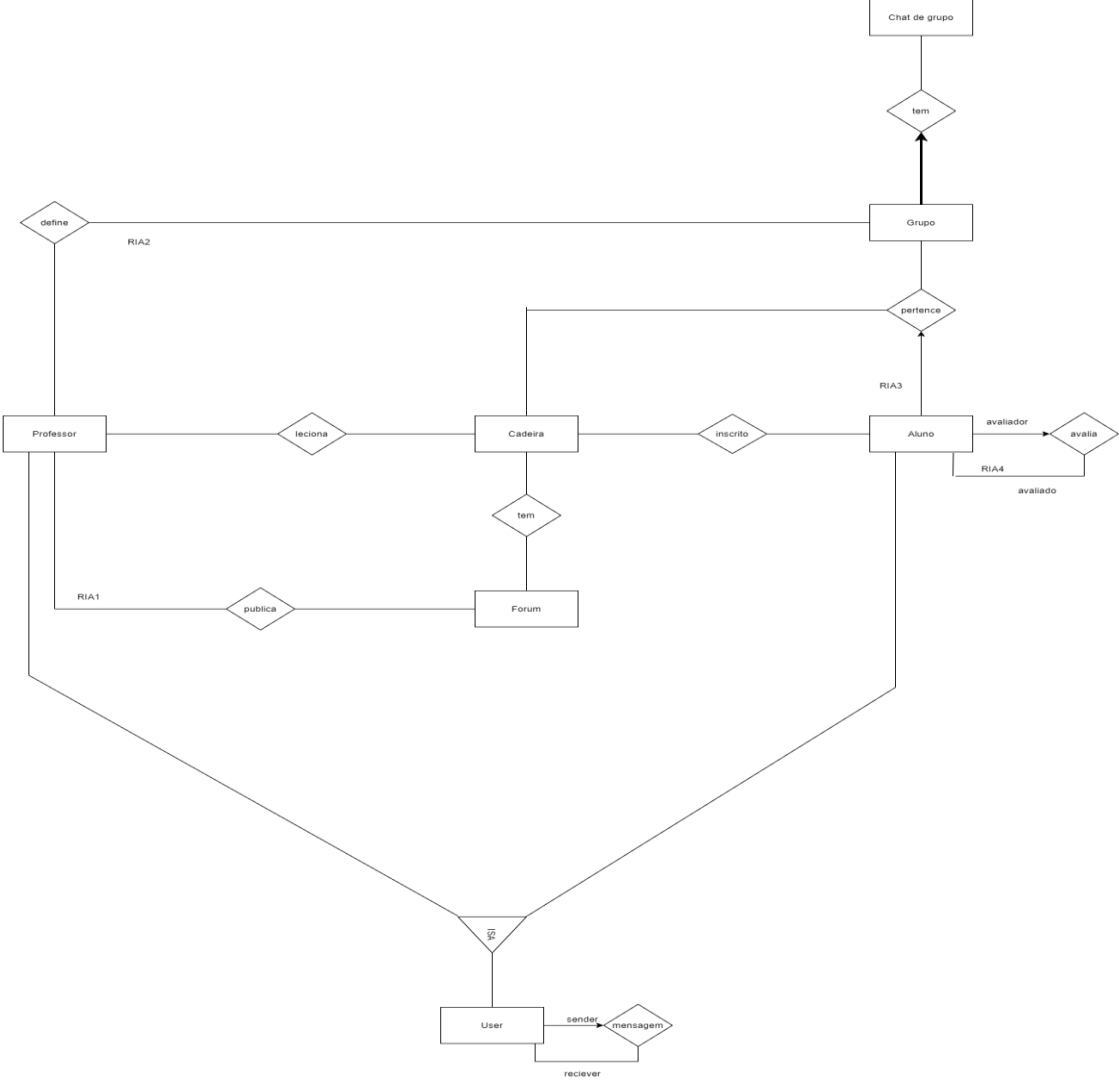 Chat de grupo
tem
define
Grupo
RIA2
pertence
RIA3
Professor
leciona
Cadeira
inscrito
Aluno
avaliador
avalia
RIA4
avaliado
tem
RIA1
publica
Forum
ISA
User
sender
mensagem
reciever